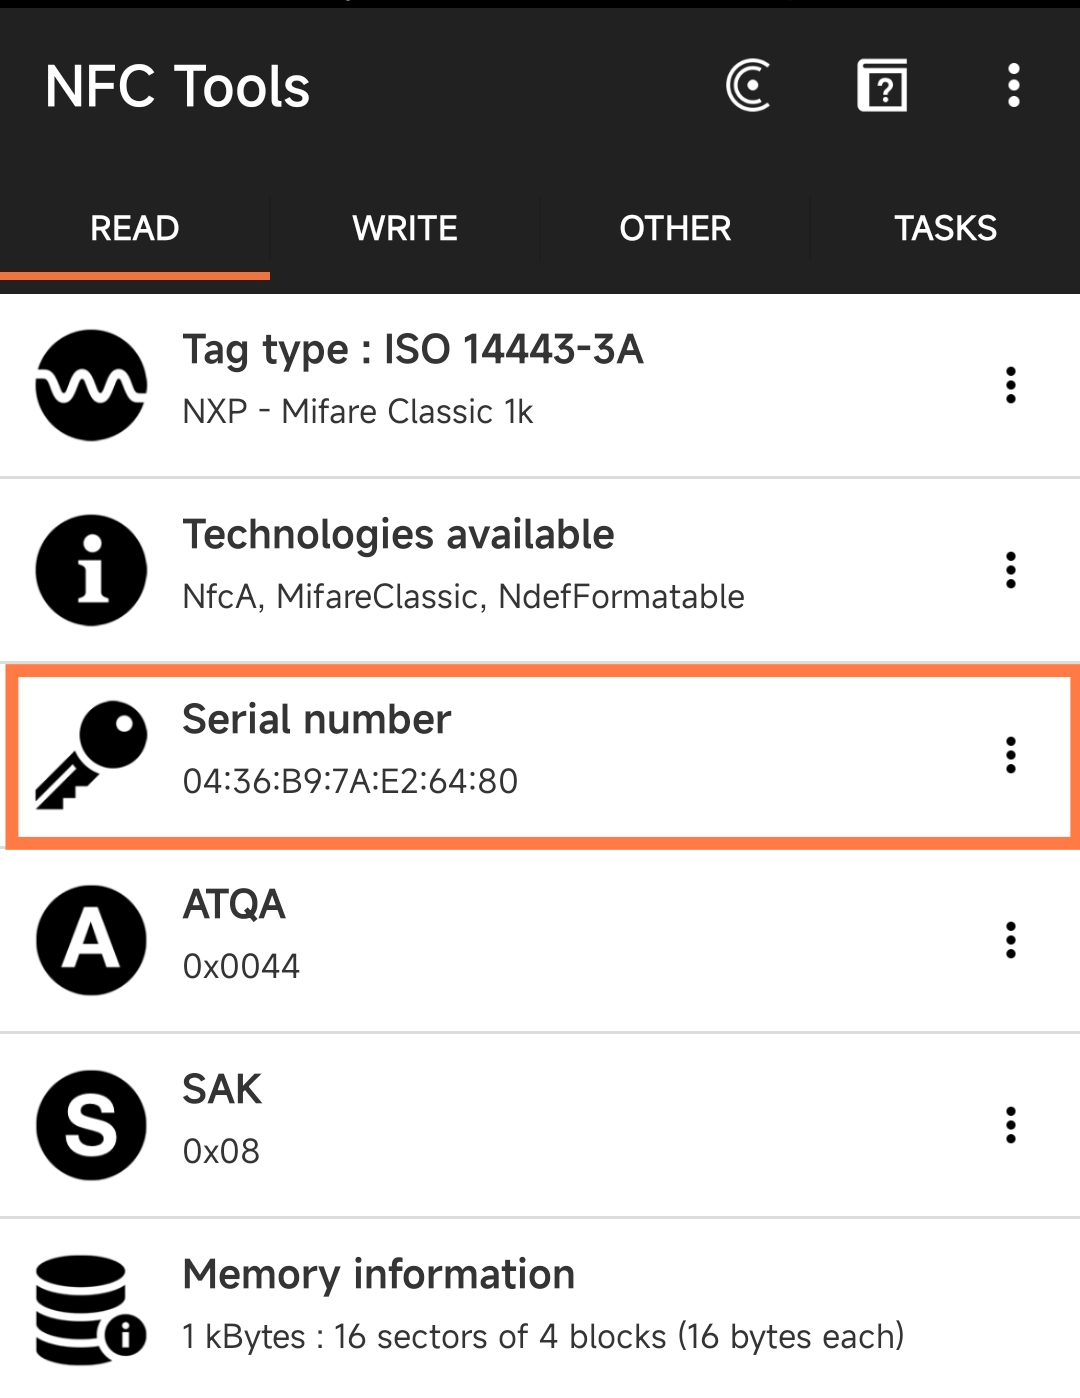 NFC Tools
READ WRITE OTHER TASKS
Tag type : ISO 14443-3A
NXP - Mifare Classic 1k
Technologies available
NfcA, MifareClassic, NdefFormatable
Serial number
04:36:B9:7A:E2:64:80
ATQA
0x0044
SAK
0x08
Memory information
1 kBytes : 16 sectors of 4 blocks (16 bytes each)